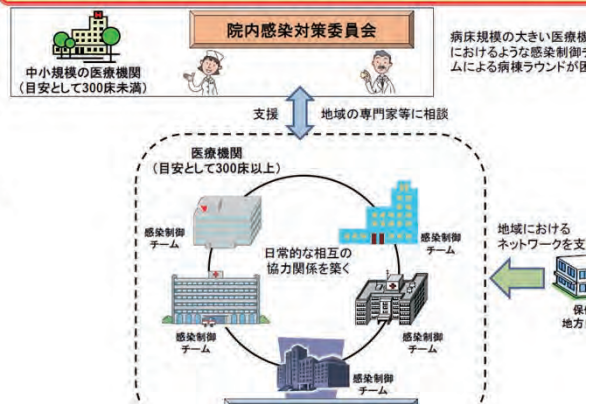 院内感染対策委員会
中小規模の医療機関
(目安として300床未満)
病床規模の大きい医療機
におけるような感染制御
ムによる病棟ラウンドが
支援
地域の専門家等に相談
医療機関
(目安として300床以上)
感染制御
チーム
感染制御
チーム
日常的な相互の
協力関係を築く
感染制御
チーム
感染制御
チーム
感染制御
チーム
地域における
ネットワークを支
地方